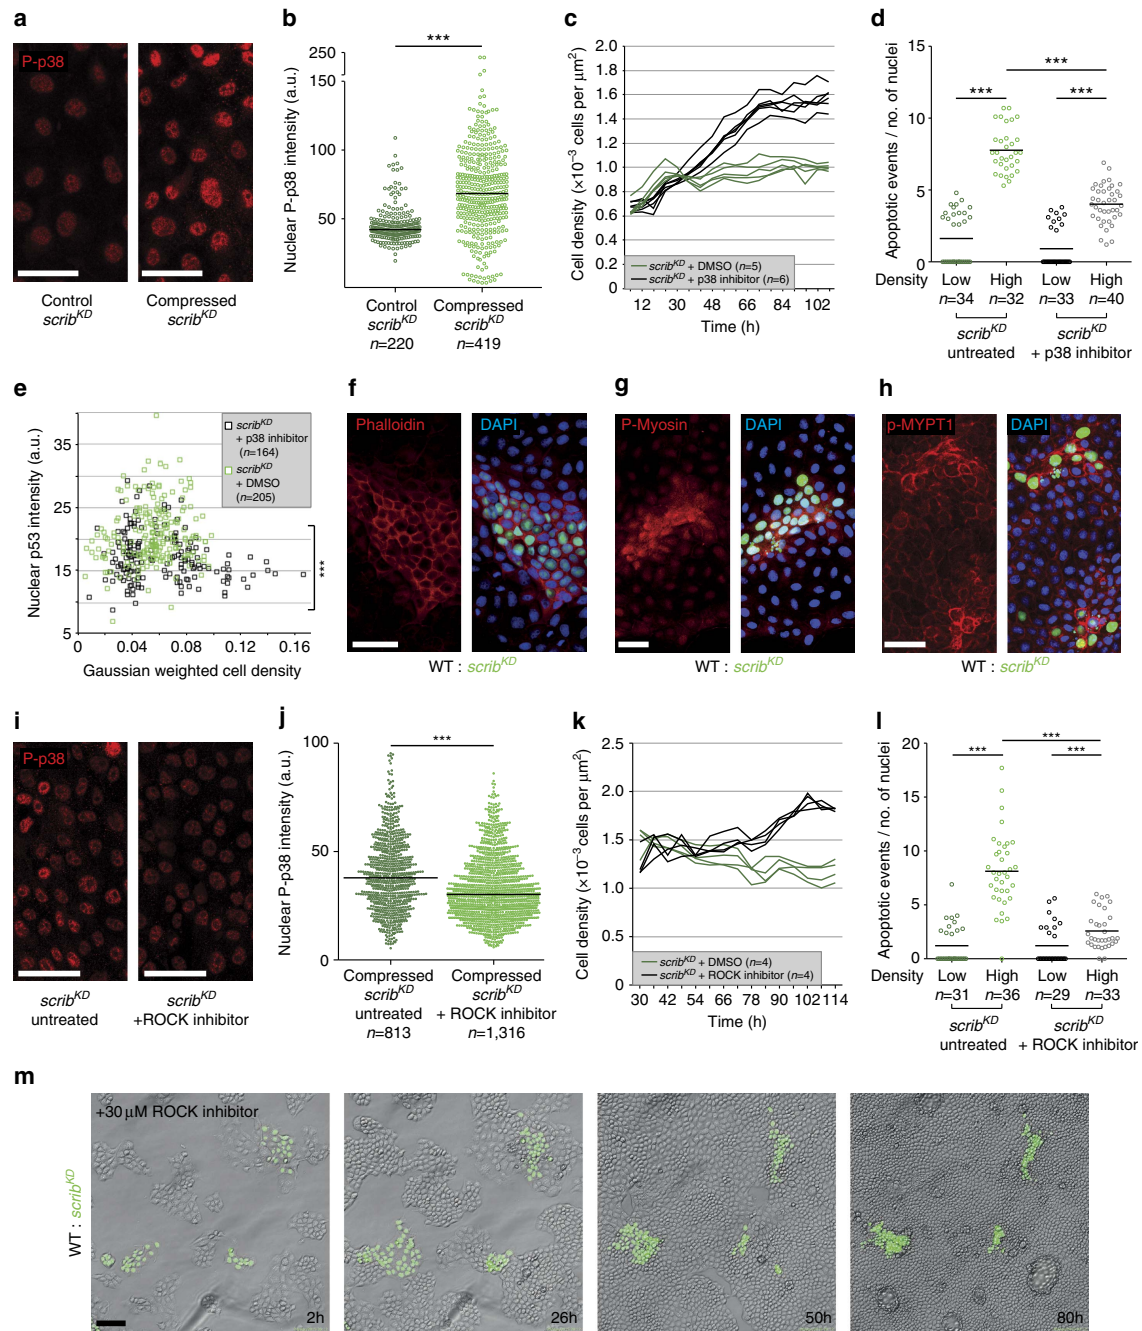 a
P-p38
Control
scrib^KD
Compressed
scrib^KD
b
Nuclear P-p38 intensity (a.u.)
250
150
100
50
***
Control
scrib^KD
n=220
Compressed
scrib^KD
n=419
c
Cell density (×10⁻³ cells per μm²)
2.0
1.8
1.6
1.4
1.2
1.0
0.8
0.6
0.4
0.2
0
scrib^KD + DMSO (n=5)
scrib^KD + p38 inhibitor (n=6)
12 30 48 66 84 102
Time (h)
d
Apoptotic events / no. of nuclei
15
10
5
0
***
*** ***
Density Low High Low High
n=34 n=32 n=33 n=40
scrib^KD
untreated
scrib^KD
+ p38 inhibitor
e
Nuclear p53 intensity (a.u.)
35
25
15
5
scrib^KD
+ p38 inhibitor
(n=164)
scrib^KD
+ DMSO
(n=205)
***
0 0.04 0.08 0.12 0.16
Gaussian weighted cell density
f
Phalloidin
DAPI
WT : scrib^KD
g
P-Myosin
DAPI
WT : scrib^KD
h
p-MYPT1
DAPI
WT : scrib^KD
i
P-p38
scrib^KD
untreated
scrib^KD
+ROCK inhibitor
j
Nuclear P-p38 intensity (a.u.)
100
50
0
***
Compressed
scrib^KD
untreated
n=813
Compressed
scrib^KD
+ ROCK inhibitor
n=1,316
k
Cell density (×10⁻³ cells per μm²)
2.5
2.0
1.5
1.0
0.5
0.0
scrib^KD + DMSO (n=4)
scrib^KD + ROCK inhibitor (n=4)
30 42 54 66 78 90 102 114
Time (h)
l
Apoptotic events / no. of nuclei
20
15
10
5
0
***
*** ***
Density Low High Low High
n=31 n=36 n=29 n=33
scrib^KD
untreated
scrib^KD
+ ROCK inhibitor
m
WT : scrib^KD
+30 μM ROCK inhibitor
2h
26h
50h
80h